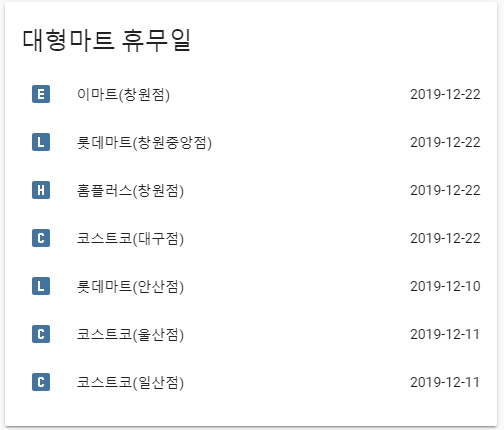 대형마트 휴무일
E 이마트(창원점) 2019-12-22
L 롯데마트(창원중앙점) 2019-12-22
H 홈플러스(창원점) 2019-12-22
C 코스트코(대구점) 2019-12-22
L 롯데마트(안산점) 2019-12-10
C 코스트코(울산점) 2019-12-11
C 코스트코(일산점) 2019-12-11